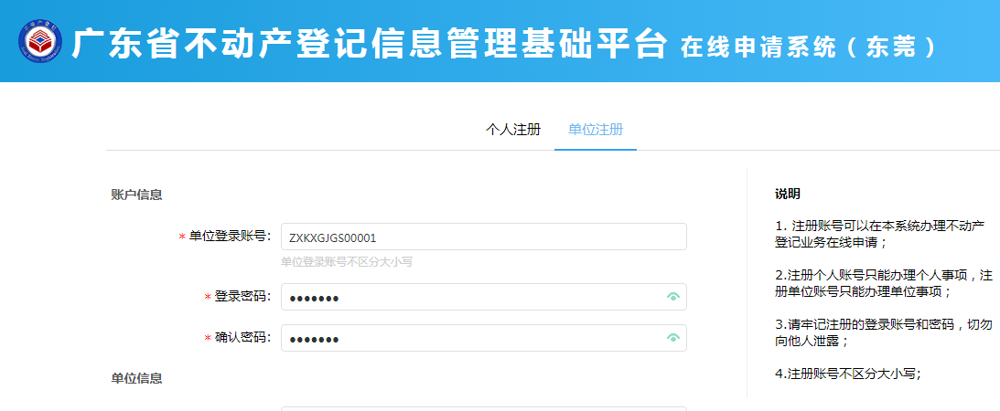 广东省不动产登记信息管理基础平台 在线申请系统（东莞）
个人注册 单位注册
账户信息
* 单位登录账号: ZXKXGJGS00001
单位登录账号不区分大小写
* 登录密码: ●●●●●●●
* 确认密码: ●●●●●●●
单位信息
说明
1. 注册账号可以在本系统办理不动产
登记业务在线申请；
2.注册个人账号只能办理个人事项，注
册单位账号只能办理单位事项；
3.请牢记注册的登录账号和密码，切勿
向他人泄露；
4.注册账号不区分大小写;